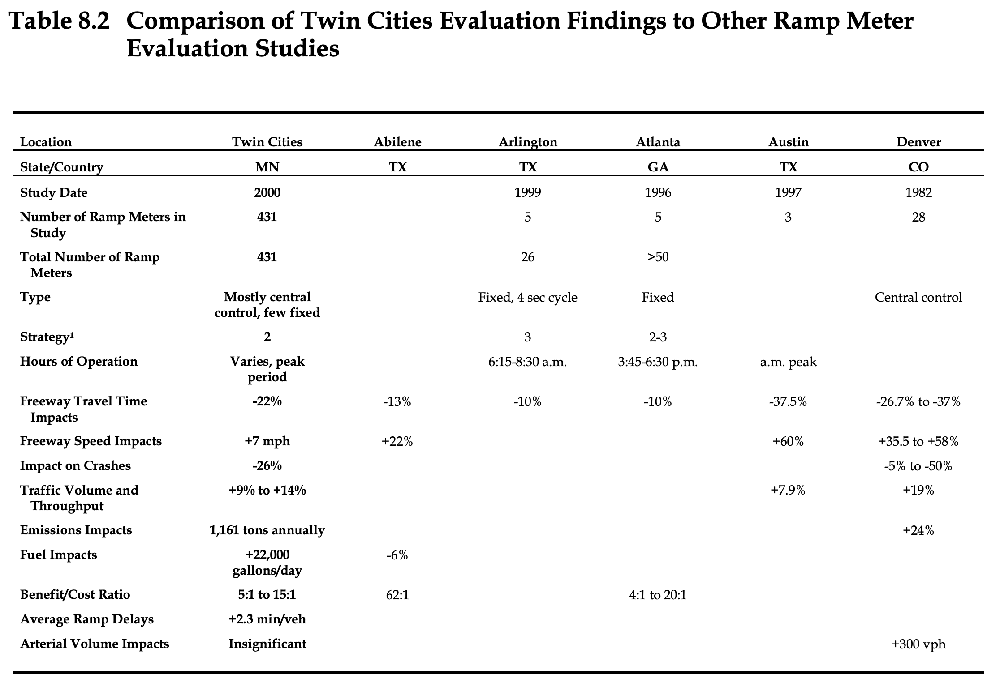 Table 8.2 Comparison of Twin Cities Evaluation Findings to Other Ramp Meter
Evaluation Studies
Location Twin Cities Abilene Arlington Atlanta Austin Denver
State/Country MN TX TX GA TX CO
Study Date 2000 1999 1996 1997 1982
Number of Ramp Meters in 431 5 5 3 28
Study
Total Number of Ramp 431 26 >50
Meters
Type Mostly central Fixed, 4 sec cycle Fixed Central control
control, few fixed
Strategy¹ 2 3 2-3
Hours of Operation Varies, peak 6:15-8:30 a.m. 3:45-6:30 p.m. a.m. peak
period
Freeway Travel Time -22% -13% -10% -10% -37.5% -26.7% to -37%
Impacts
Freeway Speed Impacts +7 mph +22% +60% +35.5 to +58%
Impact on Crashes -26% -5% to -50%
Traffic Volume and +9% to +14% +7.9% +19%
Throughput
Emissions Impacts 1,161 tons annually +24%
Fuel Impacts +22,000 -6%
gallons/day
Benefit/Cost Ratio 5:1 to 15:1 62:1 4:1 to 20:1
Average Ramp Delays +2.3 min/veh
Arterial Volume Impacts Insignificant +300 vph